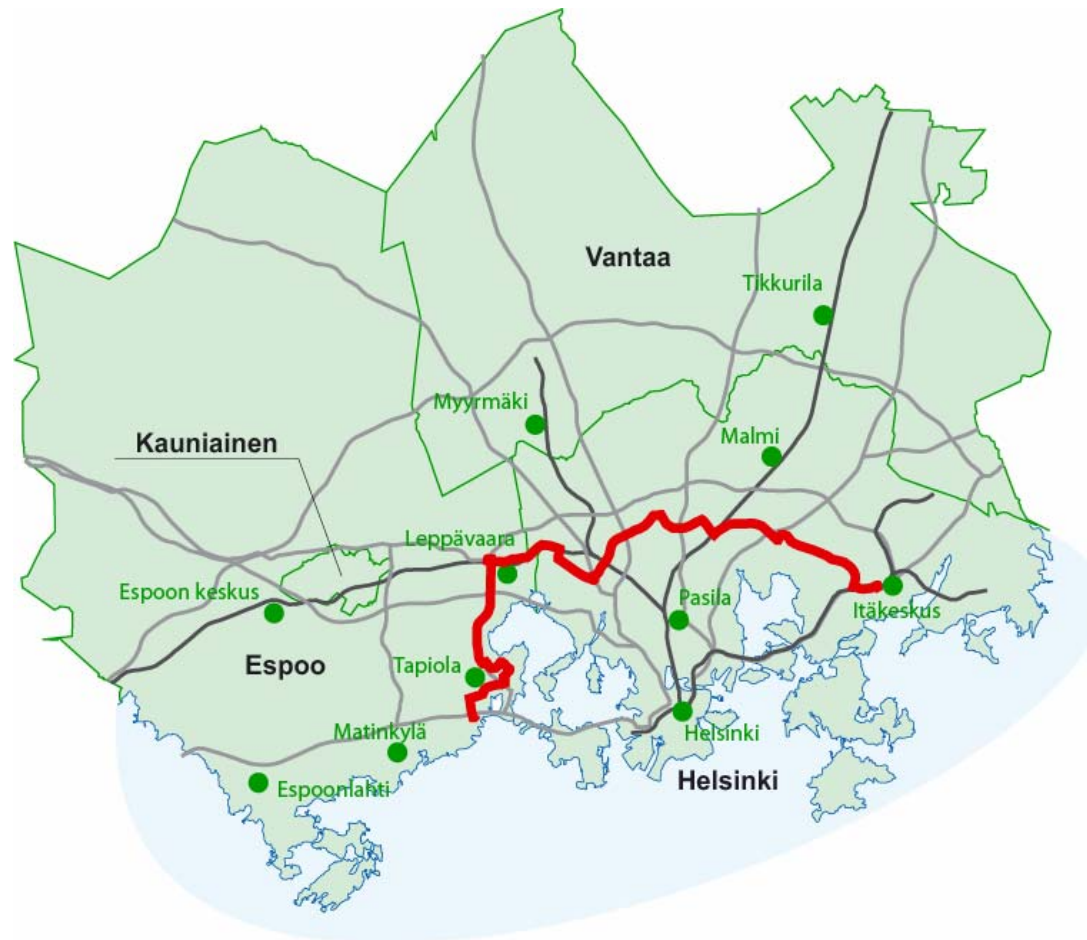 Vantaa
Tikkurila
Myyrmäki
Malmi
Kauniainen
Leppävaara
Espoon keskus
Pasila
Itäkeskus
Espoo
Tapiola
Matinkylä
Helsinki
Helsinki
Espoonlahti